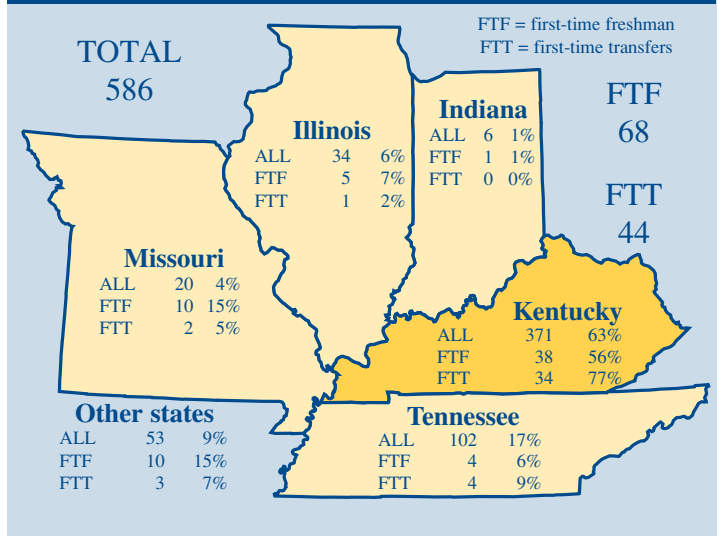 FTF = first-time freshman
FTT = first-time transfers
TOTAL
586
FTF
68
FTT
44
Illinois
ALL 34 6%
FTF 5 7%
FTT 1 2%
Indiana
ALL 6 1%
FTF 1 1%
FTT 0 0%
Missouri
ALL 20 4%
FTF 10 15%
FTT 2 5%
Kentucky
ALL 371 63%
FTF 38 56%
FTT 34 77%
Other states
ALL 53 9%
FTF 10 15%
FTT 3 7%
Tennessee
ALL 102 17%
FTF 4 6%
FTT 4 9%